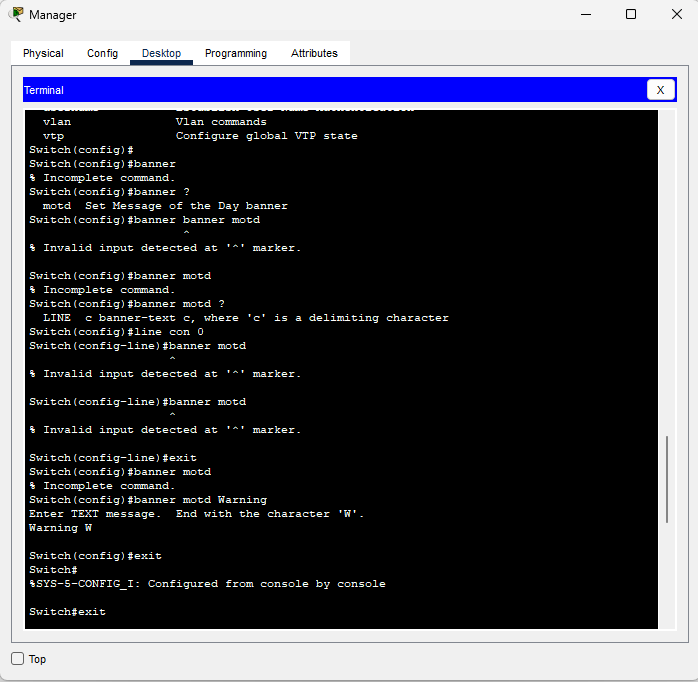 Manager
Physical Config Desktop Programming Attributes
Terminal X
vlan Vlan commands
vtp Configure global VTP state
Switch(config)#
Switch(config)#banner
% Incomplete command.
Switch(config)#banner ?
motd Set Message of the Day banner
Switch(config)#banner banner motd
^
% Invalid input detected at '^' marker.
Switch(config)#banner motd
% Incomplete command.
Switch(config)#banner motd ?
LINE c banner-text c, where 'c' is a delimiting character
Switch(config)#line con 0
Switch(config-line)#banner motd
^
% Invalid input detected at '^' marker.
Switch(config-line)#banner motd
^
% Invalid input detected at '^' marker.
Switch(config-line)#exit
Switch(config)#banner motd
% Incomplete command.
Switch(config)#banner motd Warning
Enter TEXT message. End with the character 'W'.
Warning W
Switch(config)#exit
Switch#
%SYS-5-CONFIG_I: Configured from console by console
Switch#exit
Top